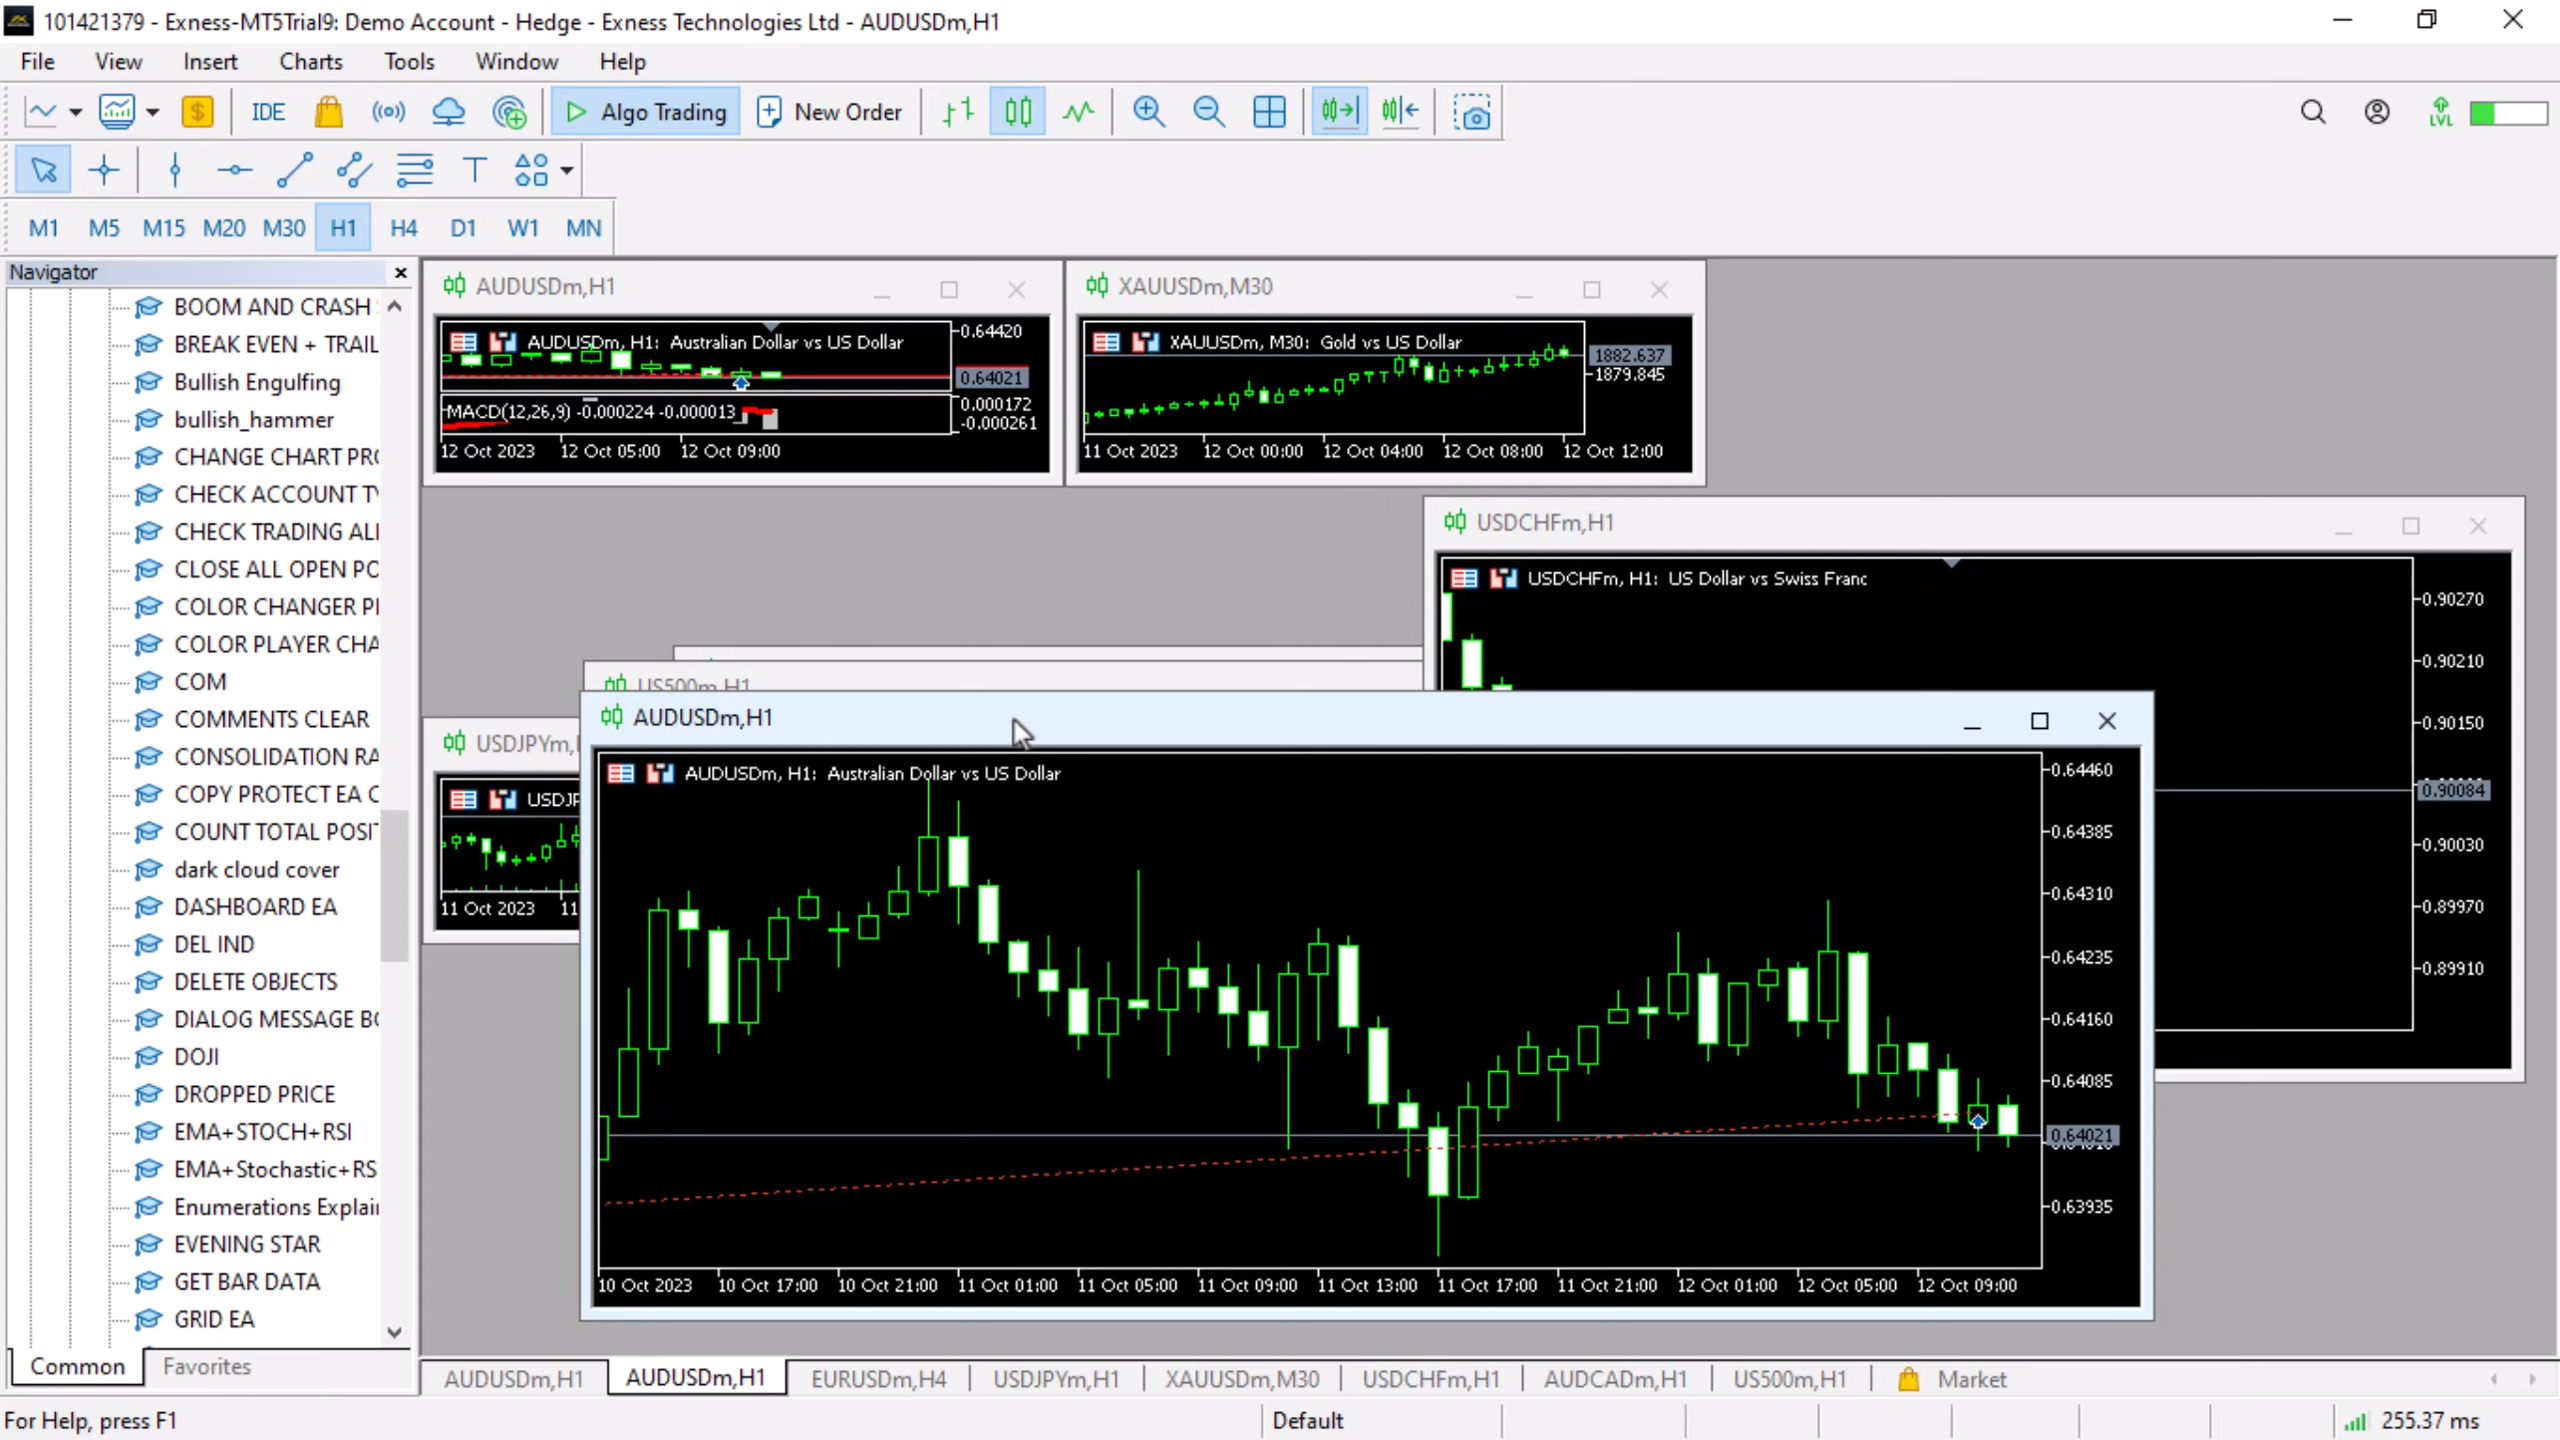 101421379 - Exness-MT5Trial9: Demo Account - Hedge - Exness Technologies Ltd - AUDUSDm,H1
File View Insert Charts Tools Window Help
IDE Algo Trading New Order LVL
T
M1 M5 M15 M20 M30 H1 H4 D1 W1 MN
Navigator
BOOM AND CRASH
BREAK EVEN + TRAIL
Bullish Engulfing
bullish_hammer
CHANGE CHART PRO
CHECK ACCOUNT TY
CHECK TRADING ALL
CLOSE ALL OPEN PO
COLOR CHANGER
COLOR PLAYER CHA
COM
COMMENTS CLEAR
CONSOLIDATION RA
COPY PROTECT EA C
COUNT TOTAL POSIT
dark cloud cover
DASHBOARD EA
DEL IND
DELETE OBJECTS
DIALOG MESSAGE BO
DOJI
DROPPED PRICE
EMA+STOCH+RSI
EMA+Stochastic+RS
Enumerations Explai
EVENING STAR
GET BAR DATA
GRID EA
Common Favorites
AUDUSDm,H1
AUDUSDm, H1: Australian Dollar vs US Dollar
0.64420
0.64021
MACD(12,26,9) -0.000224 -0.000013
0.000172
-0.000261
12 Oct 2023 12 Oct 05:00 12 Oct 09:00
XAUUSDm,M30
XAUUSDm, M30: Gold vs US Dollar
1882.637
1879.845
11 Oct 2023 12 Oct 00:00 12 Oct 04:00 12 Oct 08:00 12 Oct 12:00
USDCHFm,H1
USDCHFm, H1: US Dollar vs Swiss Franc
0.90270
0.90210
0.90150
0.90084
0.90030
0.89970
0.89910
US500m,H1
USDJPYm,
USDJP
11 Oct 2023 11
AUDUSDm,H1
AUDUSDm, H1: Australian Dollar vs US Dollar
0.64460
0.64385
0.64310
0.64235
0.64160
0.64085
0.64021
0.63935
10 Oct 2023 10 Oct 17:00 10 Oct 21:00 11 Oct 01:00 11 Oct 05:00 11 Oct 09:00 11 Oct 13:00 11 Oct 17:00 11 Oct 21:00 12 Oct 01:00 12 Oct 05:00 12 Oct 09:00
AUDUSDm,H1 AUDUSDm,H1 EURUSDm,H4 USDJPYm,H1 XAUUSDm,M30 USDCHFm,H1 AUDCADm,H1 US500m,H1 Market
For Help, press F1 Default 255.37 ms